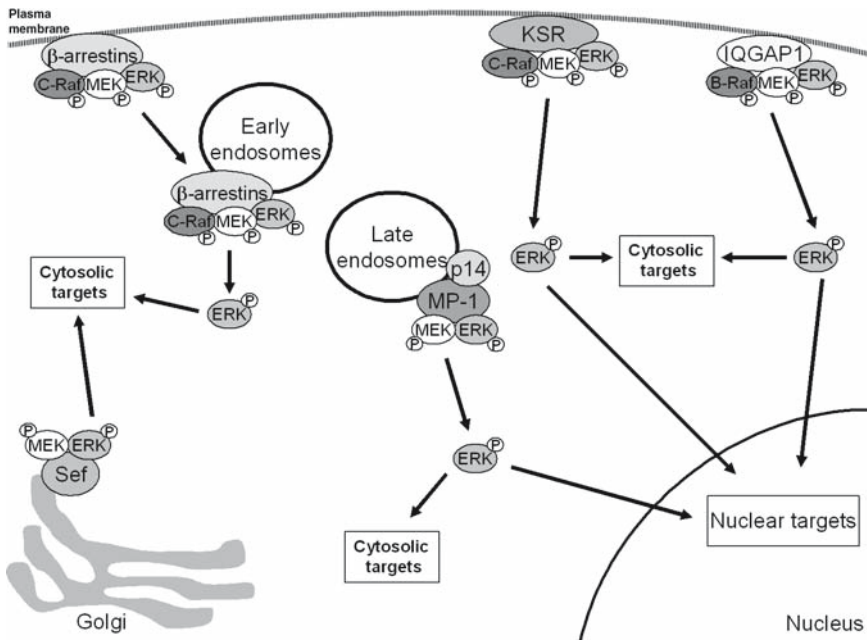 Plasma
membrane
β-arrestins
C-Raf MEK ERK
P P P
KSR
C-Raf MEK ERK
P P P
IQGAP1
B-Raf MEK ERK
P P P
Early
endosomes
β-arrestins
C-Raf MEK ERK
P P P
Late
endosomes
p14
MP-1
MEK ERK
P P
ERK P
Cytosolic
targets
ERK P
Cytosolic
targets
ERK P
P P
MEK ERK
Sef
ERK P
Cytosolic
targets
Nuclear targets
Golgi
Nucleus